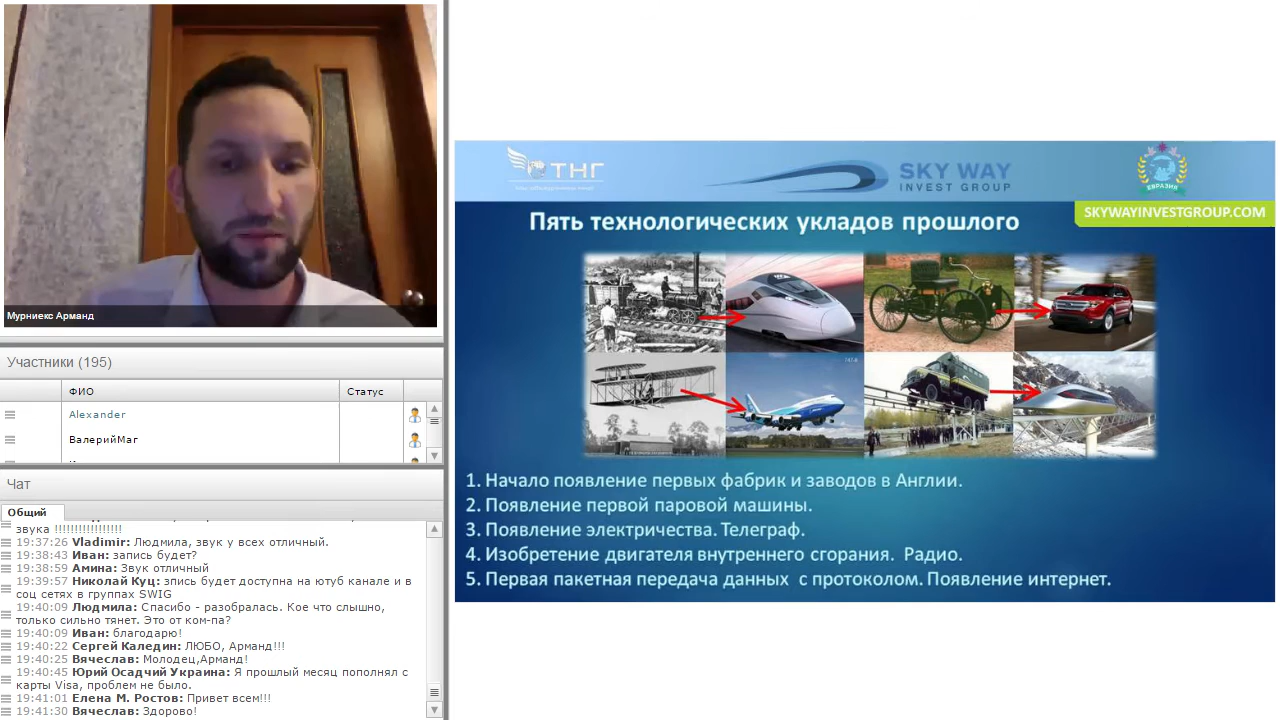 Мурниекс Арманд
Участники (195)
ФИО
Статус
Alexander
ВалерийМаг
Чат
Общий
звука !!!!!!!!!!!!!!!!!
19:37:26 Vladimir: Людмила, звук у всех отличный.
19:38:43 Иван: запись будет?
19:38:59 Амина: Звук отличный
19:39:57 Николай Куц: зпись будет доступна на ютуб канале и в
соц сетях в группах SWIG
19:40:09 Людмила: Спасибо - разобралась. Кое что слышно,
только сильно тянет. Это от ком-па?
19:40:09 Иван: благодарю!
19:40:22 Сергей Каледин: ЛЮБО, Арманд!!!
19:40:25 Вячеслав: Молодец,Арманд!
19:40:45 Юрий Осадчий Украина: Я прошлый месяц пополнял с
карты Visa, проблем не было.
19:41:01 Елена М. Ростов: Привет всем!!!
19:41:30 Вячеслав: Здорово!
ТНГ
SKY WAY
INVEST GROUP
ЕВРАЗИЯ
SKYWAYINVESTGROUP.COM
Пять технологических укладов прошлого
1. Начало появление первых фабрик и заводов в Англии.
2. Появление первой паровой машины.
3. Появление электричества. Телеграф.
4. Изобретение двигателя внутреннего сгорания. Радио.
5. Первая пакетная передача данных с протоколом. Появление интернет.